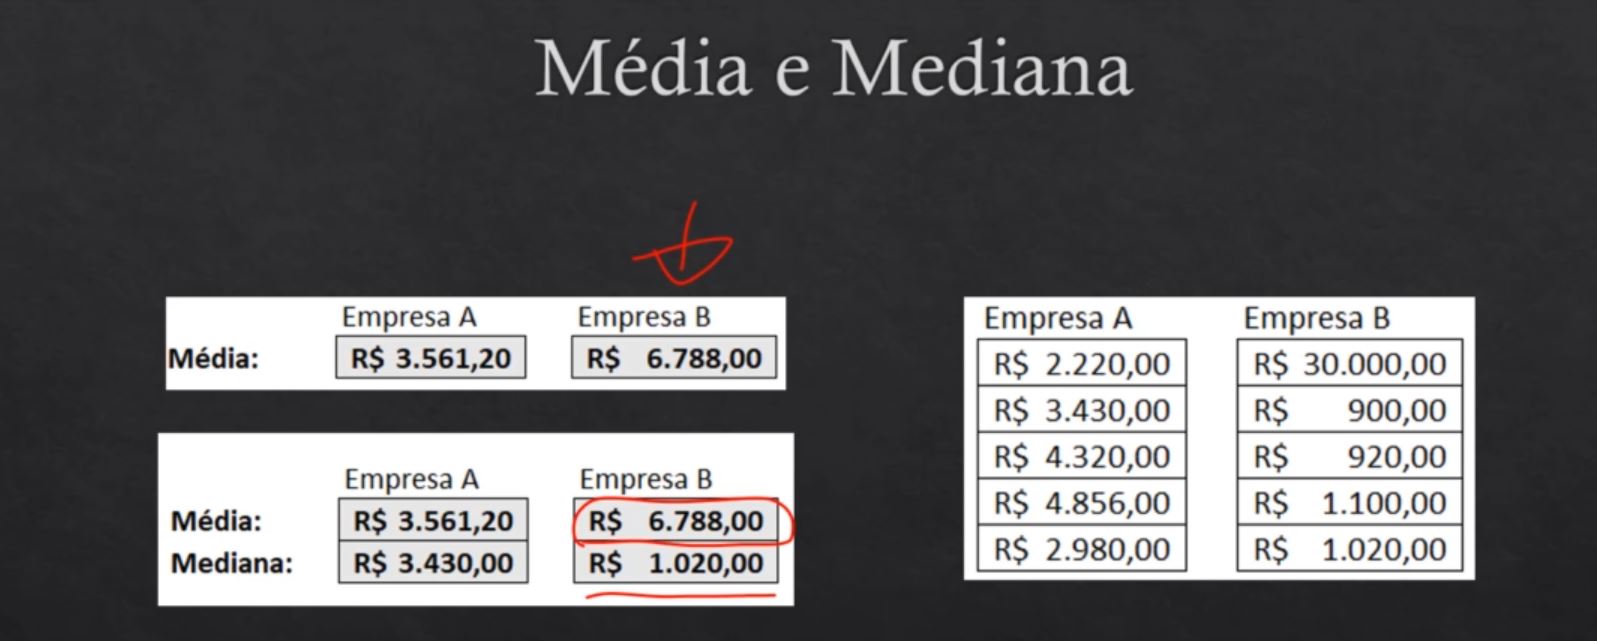 Média e Mediana
Empresa A Empresa B
Média: R$ 3.561,20 R$ 6.788,00
Empresa A Empresa B
Média: R$ 3.561,20 R$ 6.788,00
Mediana: R$ 3.430,00 R$ 1.020,00
Empresa A Empresa B
R$ 2.220,00 R$ 30.000,00
R$ 3.430,00 R$ 900,00
R$ 4.320,00 R$ 920,00
R$ 4.856,00 R$ 1.100,00
R$ 2.980,00 R$ 1.020,00